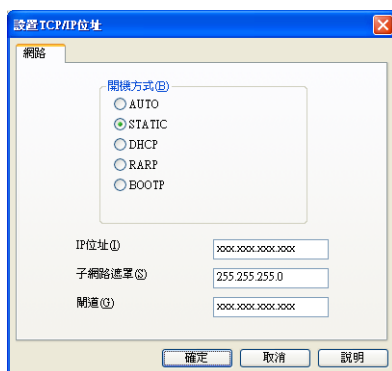 設置TCP/IP位址
網路
開機方式(B)
AUTO
STATIC
DHCP
RARP
BOOTP
IP位址(I) xxx.xxx.xxx.xxx
子網路遮罩(S) 255.255.255.0
閘道(G) xxx.xxx.xxx.xxx
確定 取消 說明